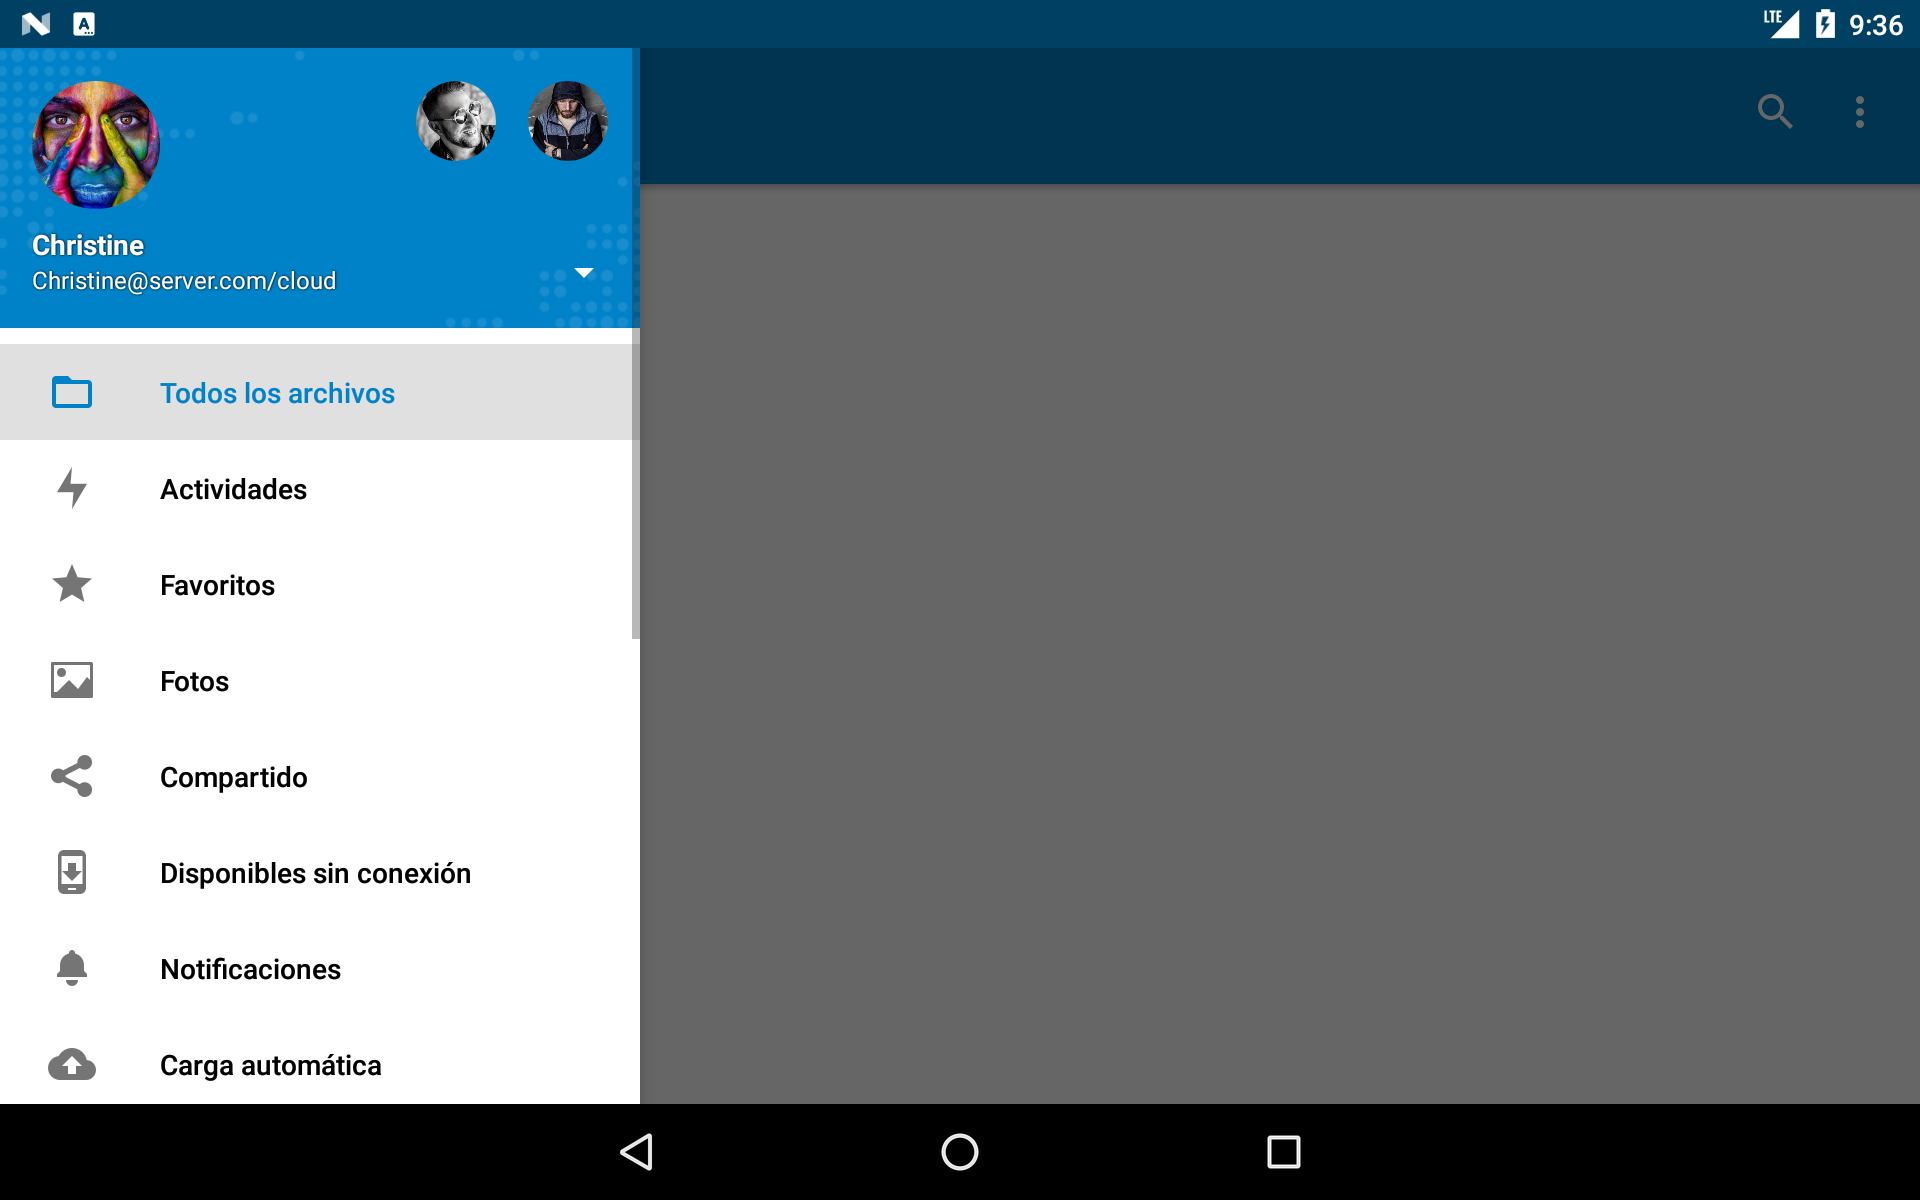 LTE 9:36
Christine
Christine@server.com/cloud
Todos los archivos
Actividades
Favoritos
Fotos
Compartido
Disponibles sin conexión
Notificaciones
Carga automática